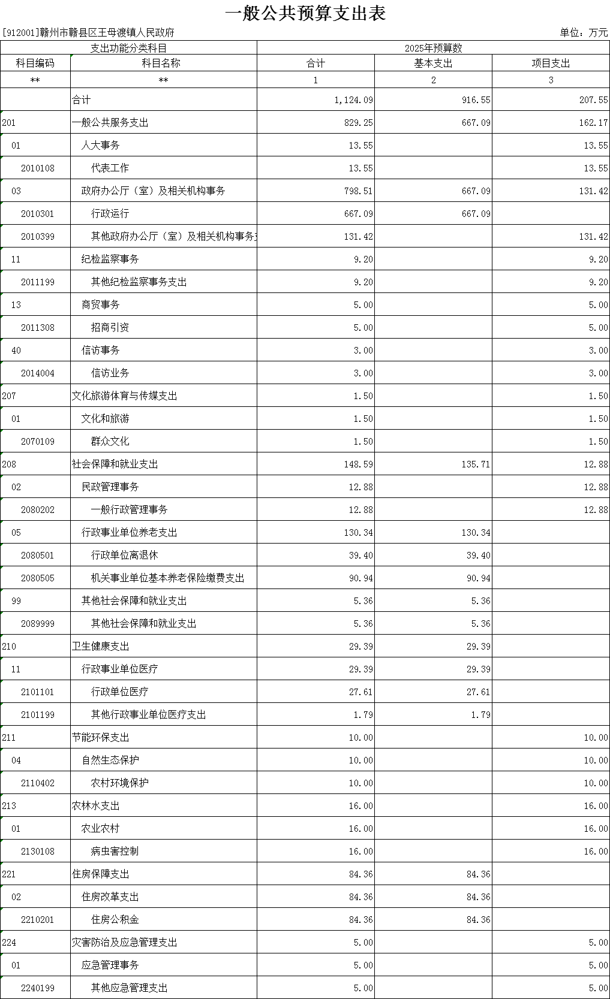 一般公共预算支出表
[912001]赣州市赣县区王母渡镇人民政府 单位：万元
支出功能分类科目 2025年预算数
科目编码 科目名称 合计 基本支出 项目支出
** ** 1 2 3
合计 1,124.09 916.55 207.55
201 一般公共服务支出 829.25 667.09 162.17
01 人大事务 13.55 13.55
2010108 代表工作 13.55 13.55
03 政府办公厅（室）及相关机构事务 798.51 667.09 131.42
2010301 行政运行 667.09 667.09
2010399 其他政府办公厅（室）及相关机构事务 131.42 131.42
11 纪检监察事务 9.20 9.20
2011199 其他纪检监察事务支出 9.20 9.20
13 商贸事务 5.00 5.00
2011308 招商引资 5.00 5.00
40 信访事务 3.00 3.00
2014004 信访业务 3.00 3.00
207 文化旅游体育与传媒支出 1.50 1.50
01 文化和旅游 1.50 1.50
2070109 群众文化 1.50 1.50
208 社会保障和就业支出 148.59 135.71 12.88
02 民政管理事务 12.88 12.88
2080202 一般行政管理事务 12.88 12.88
05 行政事业单位养老支出 130.34 130.34
2080501 行政单位离退休 39.40 39.40
2080505 机关事业单位基本养老保险缴费支出 90.94 90.94
99 其他社会保障和就业支出 5.36 5.36
2089999 其他社会保障和就业支出 5.36 5.36
210 卫生健康支出 29.39 29.39
11 行政事业单位医疗 29.39 29.39
2101101 行政单位医疗 27.61 27.61
2101199 其他行政事业单位医疗支出 1.79 1.79
211 节能环保支出 10.00 10.00
04 自然生态保护 10.00 10.00
2110402 农村环境保护 10.00 10.00
213 农林水支出 16.00 16.00
01 农业农村 16.00 16.00
2130108 病虫害控制 16.00 16.00
221 住房保障支出 84.36 84.36
02 住房改革支出 84.36 84.36
2210201 住房公积金 84.36 84.36
224 灾害防治及应急管理支出 5.00 5.00
01 应急管理事务 5.00 5.00
2240199 其他应急管理支出 5.00 5.00